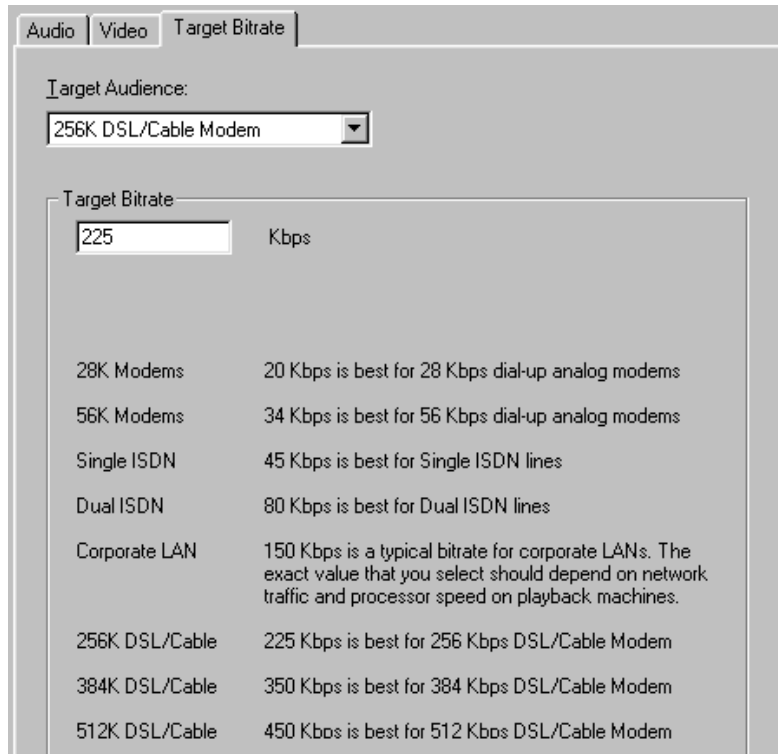 Audio Video Target Bitrate
Target Audience:
256K DSL/Cable Modem
Target Bitrate
225 Kbps
28K Modems 20 Kbps is best for 28 Kbps dial-up analog modems
56K Modems 34 Kbps is best for 56 Kbps dial-up analog modems
Single ISDN 45 Kbps is best for Single ISDN lines
Dual ISDN 80 Kbps is best for Dual ISDN lines
Corporate LAN 150 Kbps is a typical bitrate for corporate LANs. The
exact value that you select should depend on network
traffic and processor speed on playback machines.
256K DSL/Cable 225 Kbps is best for 256 Kbps DSL/Cable Modem
384K DSL/Cable 350 Kbps is best for 384 Kbps DSL/Cable Modem
512K DSL/Cable 450 Kbps is best for 512 Kbps DSL/Cable Modem